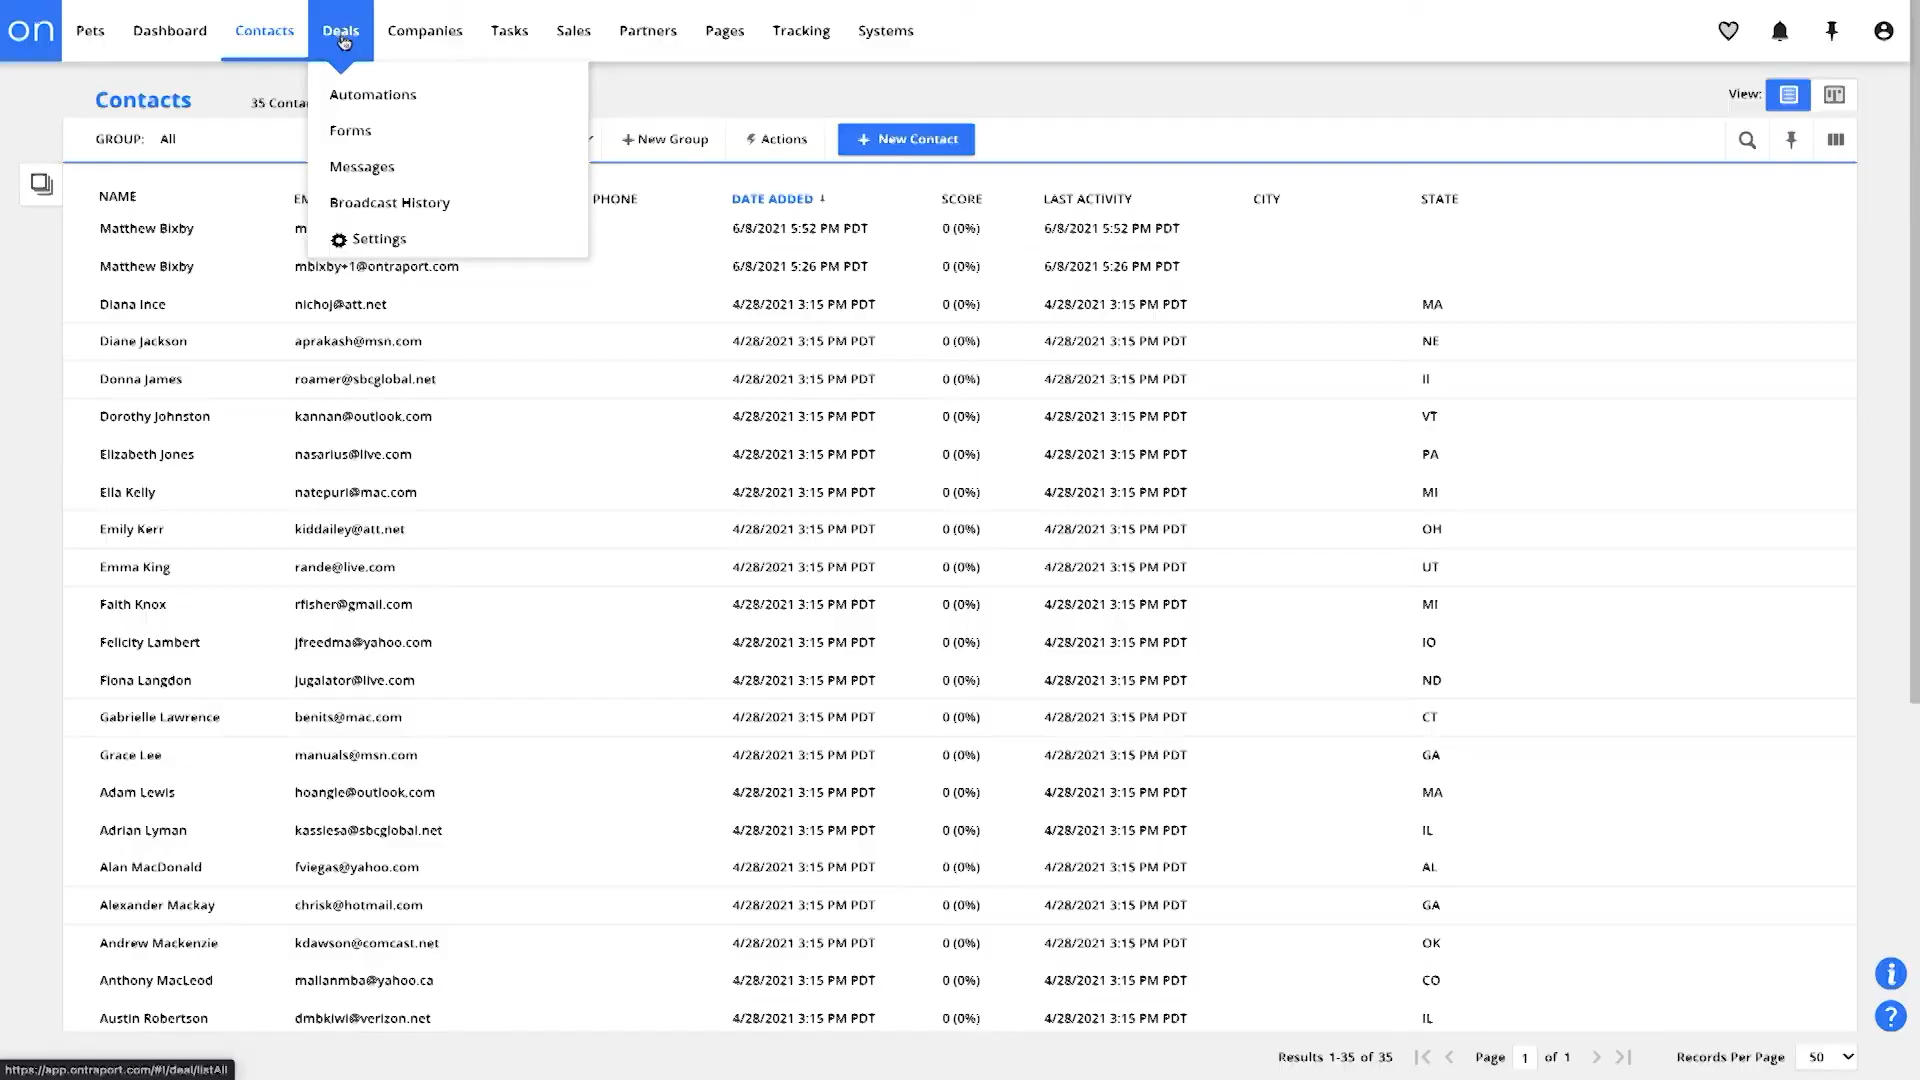 on Pets Dashboard Contacts Deals Companies Tasks Sales Partners Pages Tracking Systems
Contacts 35 Conta View:
GROUP: All + New Group Actions + New Contact
Automations
Forms
Messages
Broadcast History
Settings
NAME EM PHONE DATE ADDED ↓ SCORE LAST ACTIVITY CITY STATE
Matthew Bixby m 6/8/2021 5:52 PM PDT 0 (0%) 6/8/2021 5:52 PM PDT
Matthew Bixby mbixby+1@ontraport.com 6/8/2021 5:26 PM PDT 0 (0%) 6/8/2021 5:26 PM PDT
Diana Ince nichoj@att.net 4/28/2021 3:15 PM PDT 0 (0%) 4/28/2021 3:15 PM PDT MA
Diane Jackson aprakash@msn.com 4/28/2021 3:15 PM PDT 0 (0%) 4/28/2021 3:15 PM PDT NE
Donna James roamer@sbcglobal.net 4/28/2021 3:15 PM PDT 0 (0%) 4/28/2021 3:15 PM PDT Il
Dorothy Johnston kannan@outlook.com 4/28/2021 3:15 PM PDT 0 (0%) 4/28/2021 3:15 PM PDT VT
Elizabeth Jones nasarius@live.com 4/28/2021 3:15 PM PDT 0 (0%) 4/28/2021 3:15 PM PDT PA
Ella Kelly natepuri@mac.com 4/28/2021 3:15 PM PDT 0 (0%) 4/28/2021 3:15 PM PDT MI
Emily Kerr kiddailey@att.net 4/28/2021 3:15 PM PDT 0 (0%) 4/28/2021 3:15 PM PDT OH
Emma King rande@live.com 4/28/2021 3:15 PM PDT 0 (0%) 4/28/2021 3:15 PM PDT UT
Faith Knox rfisher@gmail.com 4/28/2021 3:15 PM PDT 0 (0%) 4/28/2021 3:15 PM PDT MI
Felicity Lambert jfreedma@yahoo.com 4/28/2021 3:15 PM PDT 0 (0%) 4/28/2021 3:15 PM PDT IO
Fiona Langdon jugalator@live.com 4/28/2021 3:15 PM PDT 0 (0%) 4/28/2021 3:15 PM PDT ND
Gabrielle Lawrence benits@mac.com 4/28/2021 3:15 PM PDT 0 (0%) 4/28/2021 3:15 PM PDT CT
Grace Lee manuals@msn.com 4/28/2021 3:15 PM PDT 0 (0%) 4/28/2021 3:15 PM PDT GA
Adam Lewis hoangle@outlook.com 4/28/2021 3:15 PM PDT 0 (0%) 4/28/2021 3:15 PM PDT MA
Adrian Lyman kassiesa@sbcglobal.net 4/28/2021 3:15 PM PDT 0 (0%) 4/28/2021 3:15 PM PDT IL
Alan MacDonald fviegas@yahoo.com 4/28/2021 3:15 PM PDT 0 (0%) 4/28/2021 3:15 PM PDT AL
Alexander Mackay chrisk@hotmail.com 4/28/2021 3:15 PM PDT 0 (0%) 4/28/2021 3:15 PM PDT GA
Andrew Mackenzie kdawson@comcast.net 4/28/2021 3:15 PM PDT 0 (0%) 4/28/2021 3:15 PM PDT OK
Anthony MacLeod mallanmba@yahoo.ca 4/28/2021 3:15 PM PDT 0 (0%) 4/28/2021 3:15 PM PDT CO
Austin Robertson dmbkiwi@verizon.net 4/28/2021 3:15 PM PDT 0 (0%) 4/28/2021 3:15 PM PDT IL
Results 1-35 of 35 Page 1 of 1 Records Per Page 50
https://app.ontraport.com/#!/deal/listAll